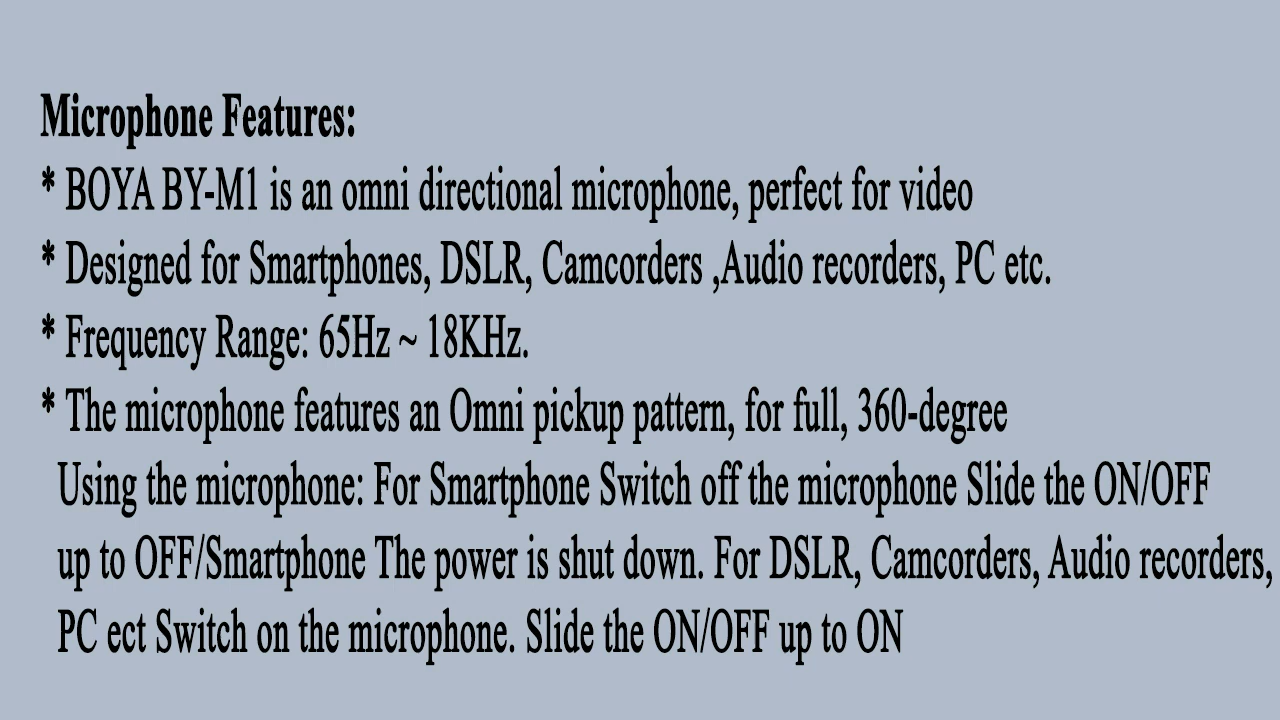 Microphone Features:
* BOYA BY-M1 is an omni directional microphone, perfect for video
* Designed for Smartphones, DSLR, Camcorders ,Audio recorders, PC etc.
* Frequency Range: 65Hz ~ 18KHz.
* The microphone features an Omni pickup pattern, for full, 360-degree
Using the microphone: For Smartphone Switch off the microphone Slide the ON/OFF
up to OFF/Smartphone The power is shut down. For DSLR, Camcorders, Audio recorders,
PC ect Switch on the microphone. Slide the ON/OFF up to ON